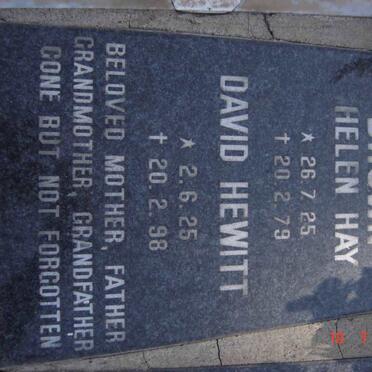 HELEN HAY
☆ 26.7.25
† 20.2.79
DAVID HEWITT
☆ 2.6.25
† 20.2.98
BELOVED MOTHER, FATHER
GRANDMOTHER, GRANDFATHER
GONE BUT NOT FORGOTTEN